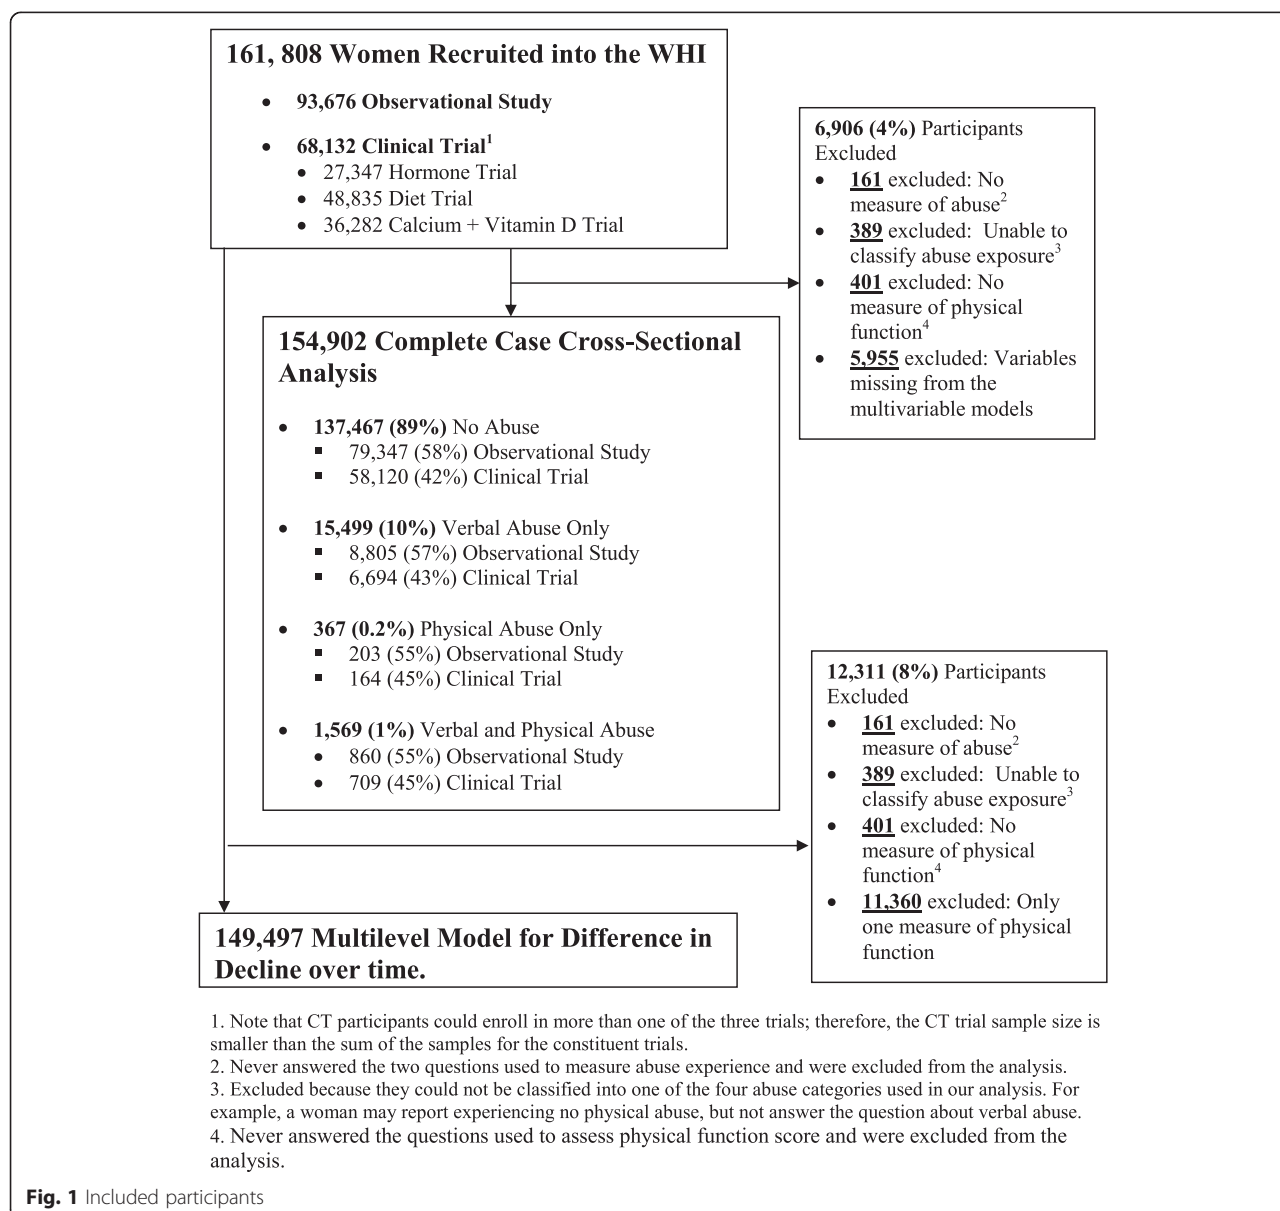 161, 808 Women Recruited into the WHI
• 93,676 Observational Study
• 68,132 Clinical Trial1
• 27,347 Hormone Trial
• 48,835 Diet Trial
• 36,282 Calcium + Vitamin D Trial
6,906 (4%) Participants
Excluded
• 161 excluded: No
measure of abuse2
• 389 excluded: Unable to
classify abuse exposure3
• 401 excluded: No
measure of physical
function4
• 5,955 excluded: Variables
missing from the
multivariable models
154,902 Complete Case Cross-Sectional
Analysis
• 137,467 (89%) No Abuse
▪ 79,347 (58%) Observational Study
▪ 58,120 (42%) Clinical Trial
• 15,499 (10%) Verbal Abuse Only
▪ 8,805 (57%) Observational Study
▪ 6,694 (43%) Clinical Trial
• 367 (0.2%) Physical Abuse Only
▪ 203 (55%) Observational Study
▪ 164 (45%) Clinical Trial
• 1,569 (1%) Verbal and Physical Abuse
• 860 (55%) Observational Study
• 709 (45%) Clinical Trial
12,311 (8%) Participants
Excluded
• 161 excluded: No
measure of abuse2
• 389 excluded: Unable to
classify abuse exposure3
• 401 excluded: No
measure of physical
function4
• 11,360 excluded: Only
one measure of physical
function
149,497 Multilevel Model for Difference in
Decline over time.
1. Note that CT participants could enroll in more than one of the three trials; therefore, the CT trial sample size is
smaller than the sum of the samples for the constituent trials.
2. Never answered the two questions used to measure abuse experience and were excluded from the analysis.
3. Excluded because they could not be classified into one of the four abuse categories used in our analysis. For
example, a woman may report experiencing no physical abuse, but not answer the question about verbal abuse.
4. Never answered the questions used to assess physical function score and were excluded from the
analysis.
Fig. 1 Included participants